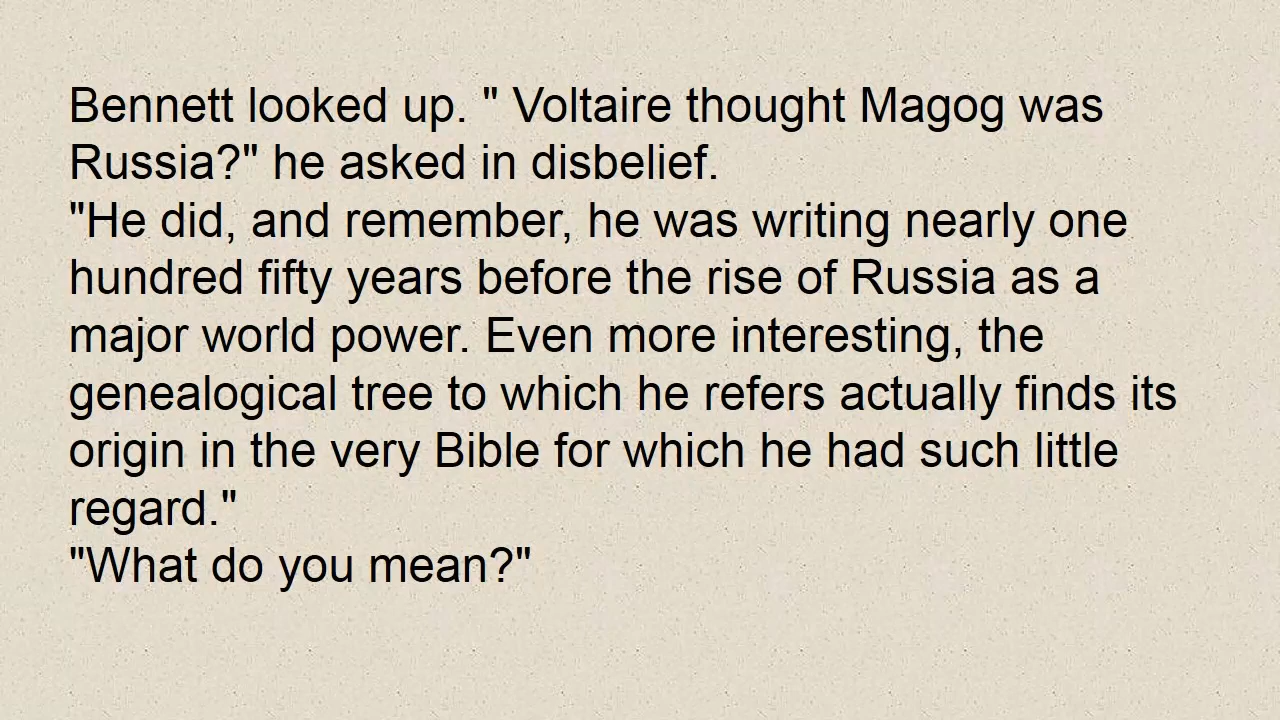 Bennett looked up. " Voltaire thought Magog was
Russia?" he asked in disbelief.
"He did, and remember, he was writing nearly one
hundred fifty years before the rise of Russia as a
major world power. Even more interesting, the
genealogical tree to which he refers actually finds its
origin in the very Bible for which he had such little
regard."
"What do you mean?"